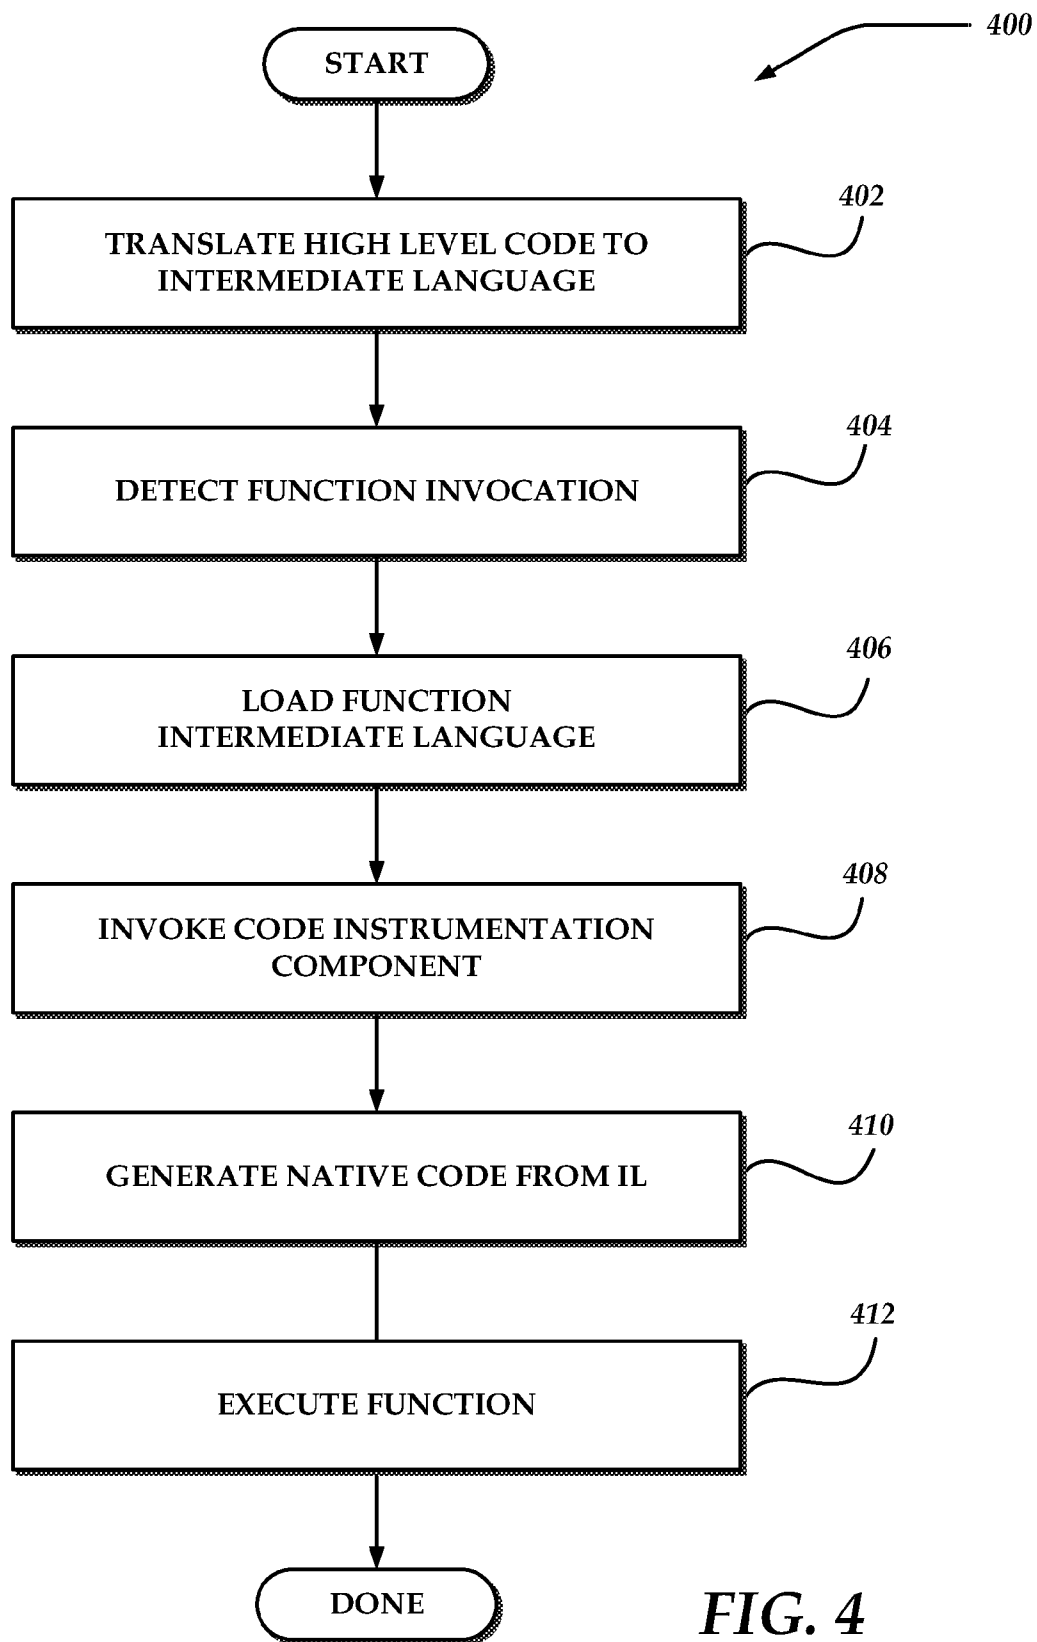 400
START
402
TRANSLATE HIGH LEVEL CODE TO
INTERMEDIATE LANGUAGE
404
DETECT FUNCTION INVOCATION
406
LOAD FUNCTION
INTERMEDIATE LANGUAGE
408
INVOKE CODE INSTRUMENTATION
COMPONENT
410
GENERATE NATIVE CODE FROM IL
412
EXECUTE FUNCTION
DONE
FIG. 4